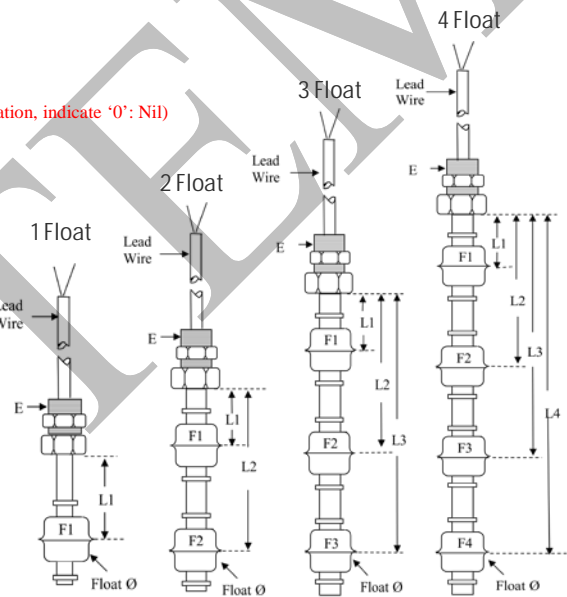 4 Float
Lead
Wire
3 Float
ation, indicate ‘0’: Nil)
Lead
Wire
E
2 Float
1 Float
Lead
Wire
E
L1
F1
L2
L3
L4
F2
F3
F4
Float Ø
E
L1
F1
L2
L3
F2
F3
Float Ø
E
L1
F1
L2
F2
Float Ø
Lead
Wire
E
L1
F1
Float Ø